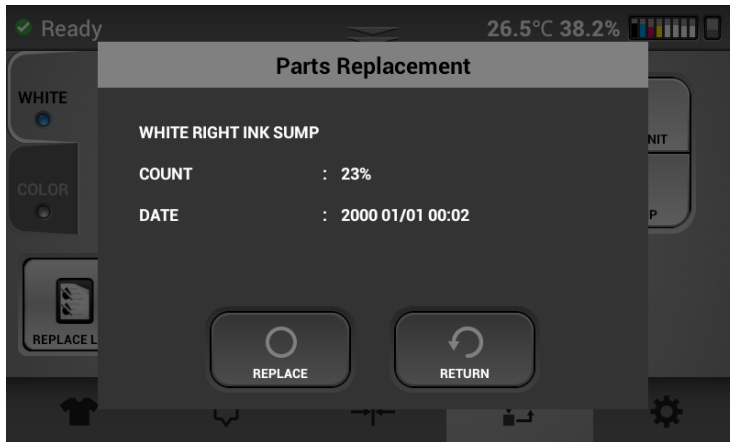 Ready
26.5°C 38.2%
Parts Replacement
WHITE
WHITE RIGHT INK SUMP
NIT
COUNT : 23%
COLOR
DATE : 2000 01/01 00:02
P
REPLACE L
REPLACE
RETURN